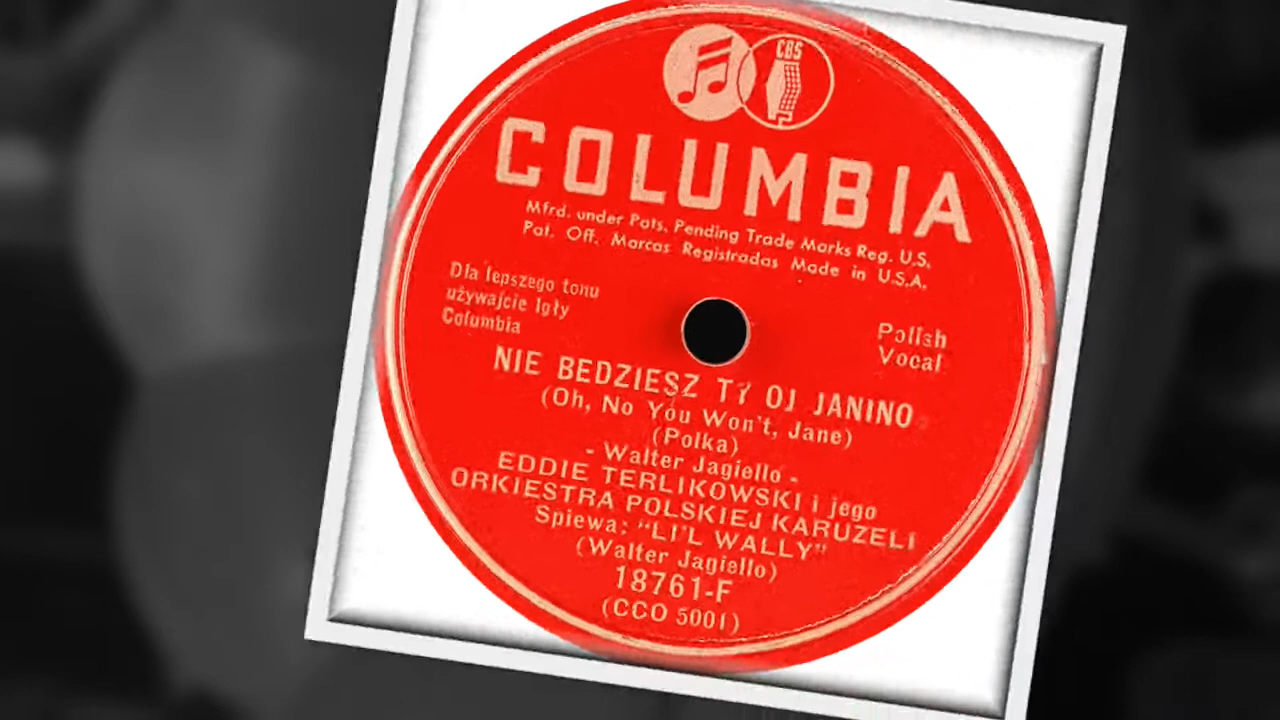 CBS
COLUMBIA
Mfrd. under Pats. Pending Trade Marks Reg. U.S.
Pat. Off. Marcas Registradas Made in U.S.A.
Dla lepszego tonu
używajcie Igły
Columbia
Polish
Vocal
NIE BEDZIESZ TY OJ JANINO
(Oh, No You Won't, Jane)
(Polka)
- Walter Jagiello -
EDDIE TERLIKOWSKI i jego
ORKIESTRA POLSKIEJ KARUZELI
Spiewa: "LI'L WALLY"
(Walter Jagiello)
18761-F
(CCO 5001)